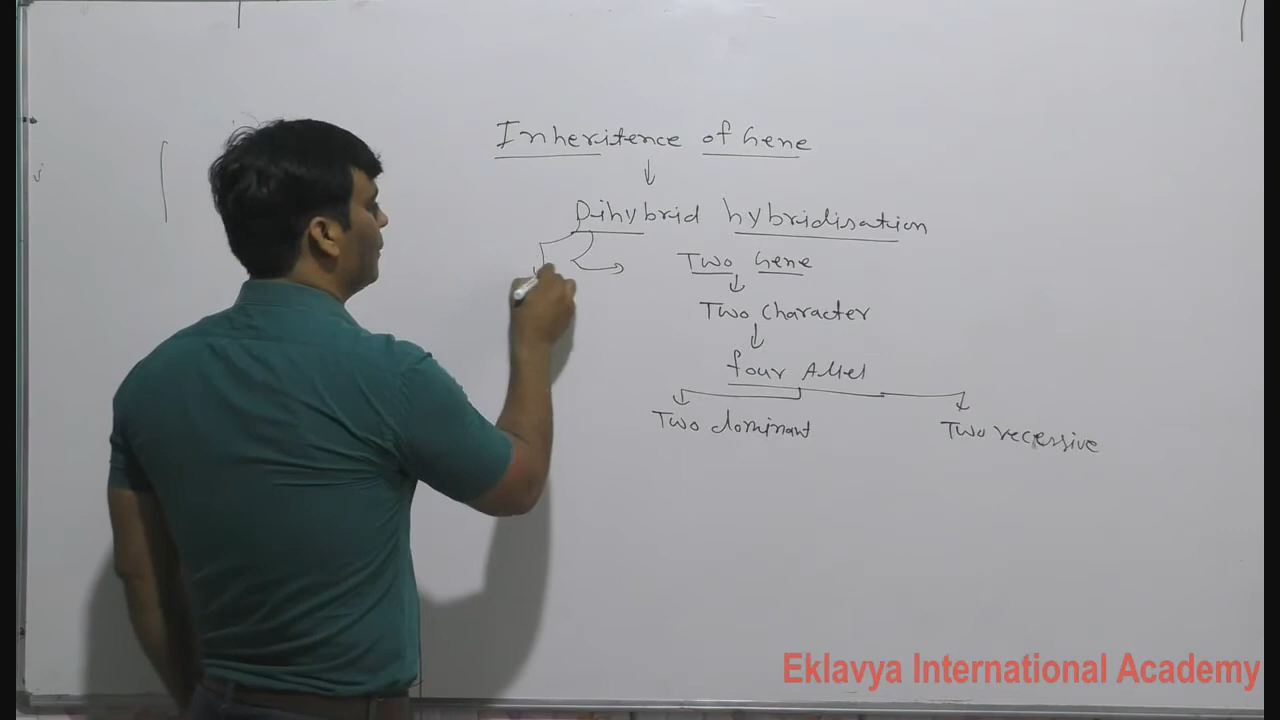 Inheritence of Gene
Dihybrid hybridisation
Two Gene
Two Character
four Allel
Two dominant Two recessive
Eklavya International Academy